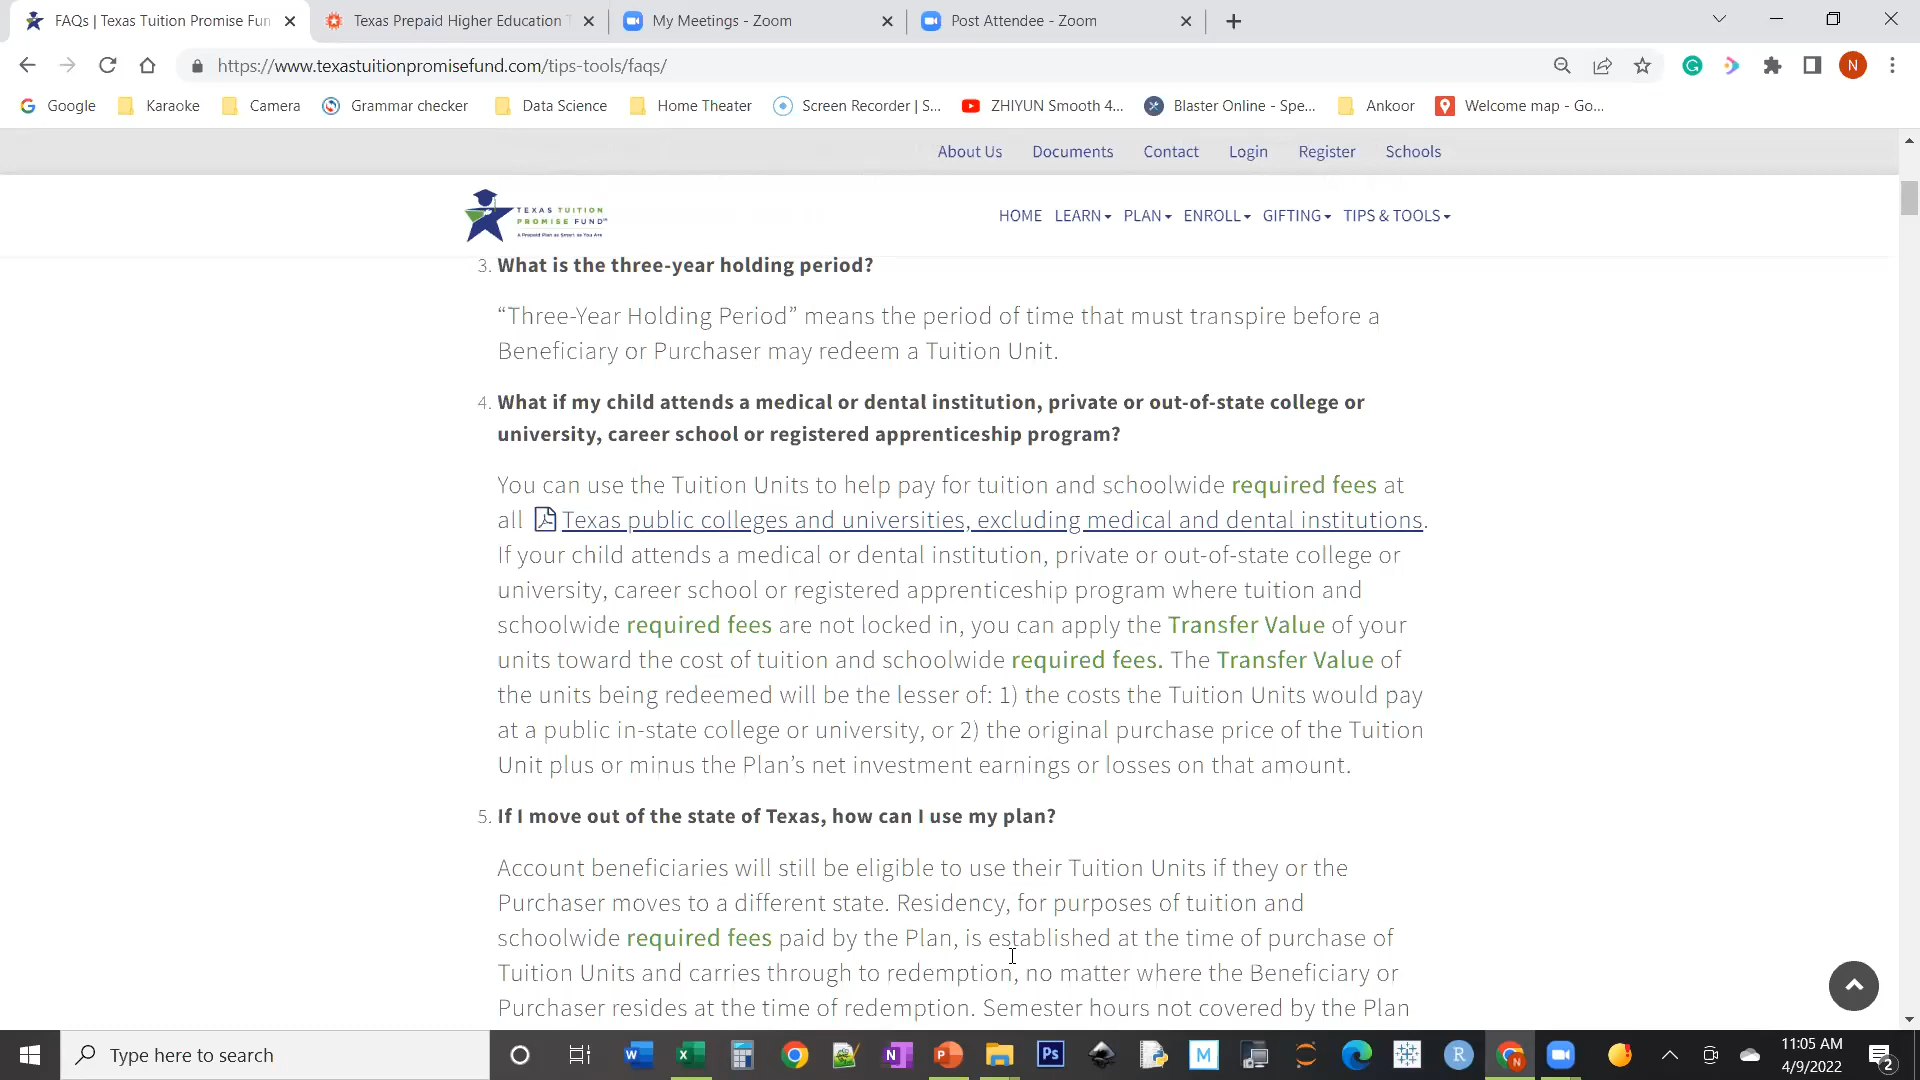 FAQs | Texas Tuition Promise Fun
Texas Prepaid Higher Education T
My Meetings - Zoom
Post Attendee - Zoom
https://www.texastuitionpromisefund.com/tips-tools/faqs/
N
Google
Karaoke
Camera
Grammar checker
Data Science
Home Theater
Screen Recorder | S...
ZHIYUN Smooth 4...
Blaster Online - Spe...
Ankoor
Welcome map - Go...
About Us
Documents
Contact
Login
Register
Schools
TEXAS TUITION
PROMISE FUND
A Prepaid Plan as Smart as You Are
HOME
LEARN
PLAN
ENROLL
GIFTING
TIPS & TOOLS
3. What is the three-year holding period?
“Three-Year Holding Period” means the period of time that must transpire before a
Beneficiary or Purchaser may redeem a Tuition Unit.
4. What if my child attends a medical or dental institution, private or out-of-state college or
university, career school or registered apprenticeship program?
You can use the Tuition Units to help pay for tuition and schoolwide required fees at
all Texas public colleges and universities, excluding medical and dental institutions.
If your child attends a medical or dental institution, private or out-of-state college or
university, career school or registered apprenticeship program where tuition and
schoolwide required fees are not locked in, you can apply the Transfer Value of your
units toward the cost of tuition and schoolwide required fees. The Transfer Value of
the units being redeemed will be the lesser of: 1) the costs the Tuition Units would pay
at a public in-state college or university, or 2) the original purchase price of the Tuition
Unit plus or minus the Plan’s net investment earnings or losses on that amount.
5. If I move out of the state of Texas, how can I use my plan?
Account beneficiaries will still be eligible to use their Tuition Units if they or the
Purchaser moves to a different state. Residency, for purposes of tuition and
schoolwide required fees paid by the Plan, is established at the time of purchase of
Tuition Units and carries through to redemption, no matter where the Beneficiary or
Purchaser resides at the time of redemption. Semester hours not covered by the Plan
Type here to search
11:05 AM
4/9/2022
2